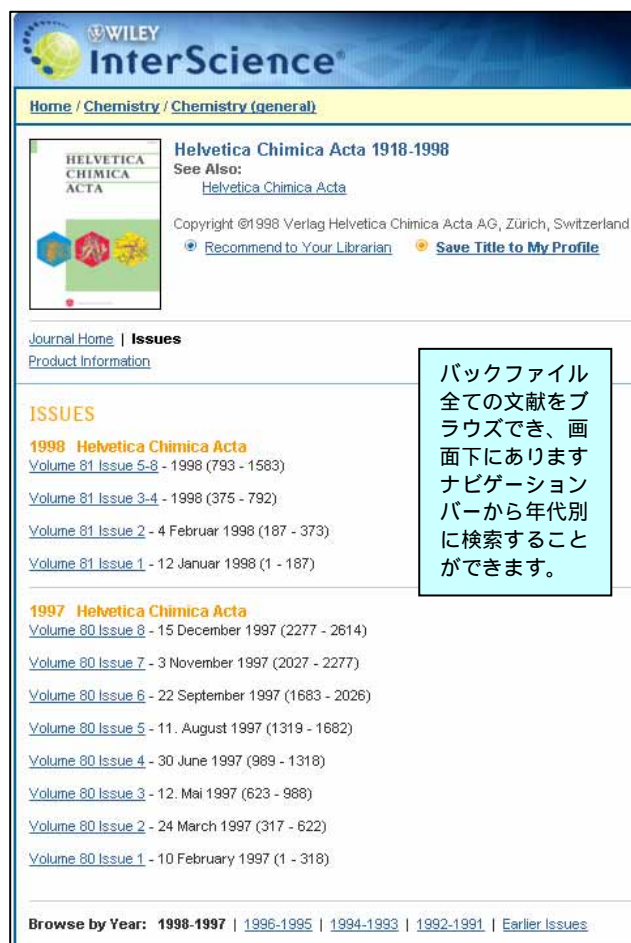 WILEY
InterScience®
Home / Chemistry / Chemistry (general)
HELVETICA
CHIMICA
ACTA
Helvetica Chimica Acta 1918-1998
See Also:
Helvetica Chimica Acta
Copyright ©1998 Verlag Helvetica Chimica Acta AG, Zürich, Switzerland
Recommend to Your Librarian Save Title to My Profile
Journal Home | Issues
Product Information
バックファイル
全ての文献をブ
ラウズでき、画
面下にあります
ナビゲーション
バーから年代別
に検索すること
ができます。
ISSUES
1998 Helvetica Chimica Acta
Volume 81 Issue 5-8 - 1998 (793 - 1583)
Volume 81 Issue 3-4 - 1998 (375 - 792)
Volume 81 Issue 2 - 4 Februar 1998 (187 - 373)
Volume 81 Issue 1 - 12 Januar 1998 (1 - 187)
1997 Helvetica Chimica Acta
Volume 80 Issue 8 - 15 December 1997 (2277 - 2614)
Volume 80 Issue 7 - 3 November 1997 (2027 - 2277)
Volume 80 Issue 6 - 22 September 1997 (1683 - 2026)
Volume 80 Issue 5 - 11. August 1997 (1319 - 1682)
Volume 80 Issue 4 - 30 June 1997 (989 - 1318)
Volume 80 Issue 3 - 12. Mai 1997 (623 - 988)
Volume 80 Issue 2 - 24 March 1997 (317 - 622)
Volume 80 Issue 1 - 10 February 1997 (1 - 318)
Browse by Year: 1998-1997 | 1996-1995 | 1994-1993 | 1992-1991 | Earlier Issues